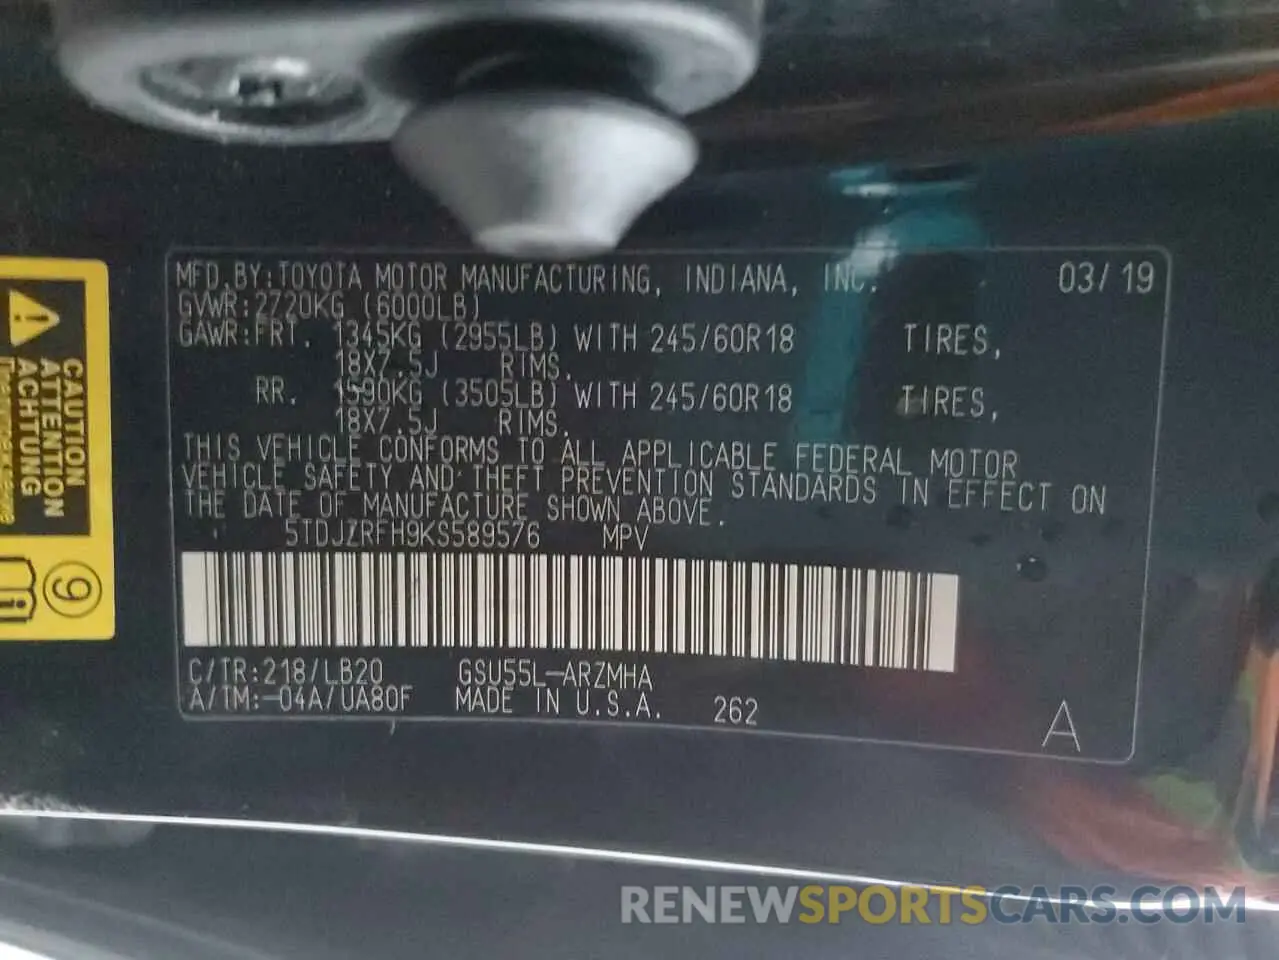 MFD.BY:TOYOTA MOTOR MANUFACTURING, INDIANA, INC. 03/19
GVWR:2720KG (6000LB)
GAWR:FRT. 1345KG (2955LB) WITH 245/60R18 TIRES,
18X7.5J RIMS.
RR. 1590KG (3505LB) WITH 245/60R18 TIRES,
18X7.5J RIMS.
THIS VEHICLE CONFORMS TO ALL APPLICABLE FEDERAL MOTOR
VEHICLE SAFETY AND THEFT PREVENTION STANDARDS IN EFFECT ON
THE DATE OF MANUFACTURE SHOWN ABOVE.
5TDJZRFH9KS589576 MPV
C/TR:218/LB20 GSU55L-ARZMHA
A/TM:-04A/UA80F MADE IN U.S.A. 262 A
CAUTION
ATTENTION
ACHTUNG
9
RENEWSPORTSCARS.COM